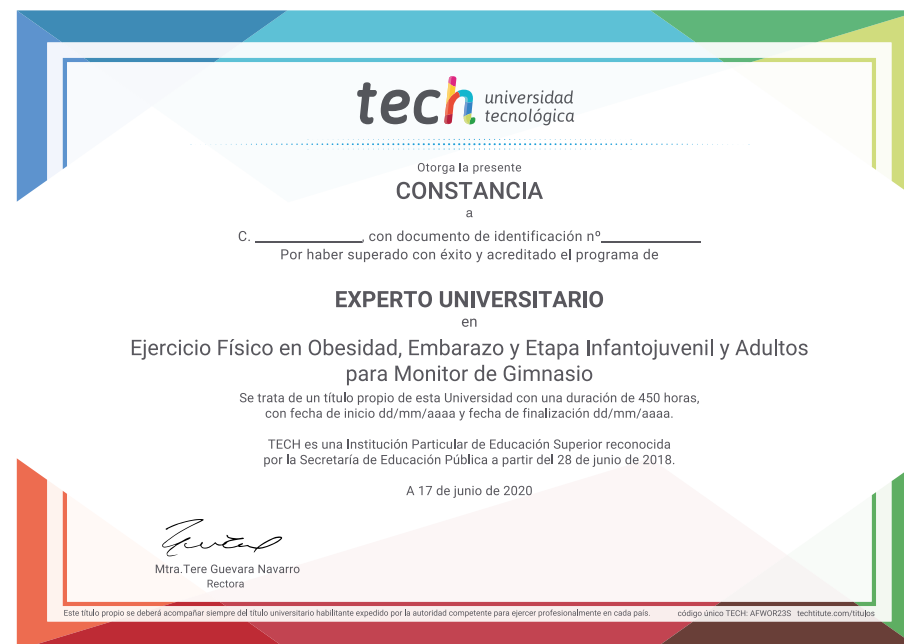 tech universidad
tecnológica
Otorga la presente
CONSTANCIA
a
C. ________________, con documento de identificación nº______________
Por haber superado con éxito y acreditado el programa de
EXPERTO UNIVERSITARIO
en
Ejercicio Físico en Obesidad, Embarazo y Etapa Infantojuvenil y Adultos
para Monitor de Gimnasio
Se trata de un título propio de esta Universidad con una duración de 450 horas,
con fecha de inicio dd/mm/aaaa y fecha de finalización dd/mm/aaaa.
TECH es una Institución Particular de Educación Superior reconocida
por la Secretaría de Educación Pública a partir del 28 de junio de 2018.
A 17 de junio de 2020
Mtra.Tere Guevara Navarro
Rectora
Este título propio se deberá acompañar siempre del título universitario habilitante expedido por la autoridad competente para ejercer profesionalmente en cada país. código único TECH: AFWOR23S techtitute.com/titulos